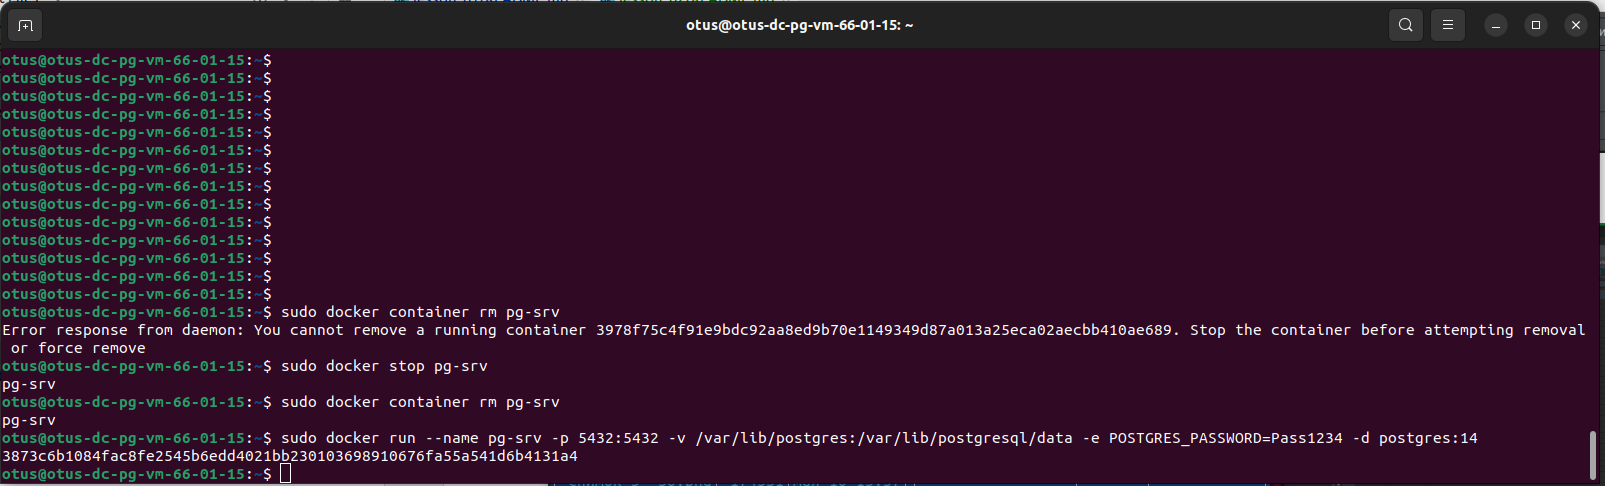 otus@otus-dc-pg-vm-66-01-15: ~
otus@otus-dc-pg-vm-66-01-15:~$
otus@otus-dc-pg-vm-66-01-15:~$
otus@otus-dc-pg-vm-66-01-15:~$
otus@otus-dc-pg-vm-66-01-15:~$
otus@otus-dc-pg-vm-66-01-15:~$
otus@otus-dc-pg-vm-66-01-15:~$
otus@otus-dc-pg-vm-66-01-15:~$
otus@otus-dc-pg-vm-66-01-15:~$
otus@otus-dc-pg-vm-66-01-15:~$
otus@otus-dc-pg-vm-66-01-15:~$
otus@otus-dc-pg-vm-66-01-15:~$
otus@otus-dc-pg-vm-66-01-15:~$
otus@otus-dc-pg-vm-66-01-15:~$
otus@otus-dc-pg-vm-66-01-15:~$
otus@otus-dc-pg-vm-66-01-15:~$ sudo docker container rm pg-srv
Error response from daemon: You cannot remove a running container 3978f75c4f91e9bdc92aa8ed9b70e1149349d87a013a25eca02aecbb410ae689. Stop the container before attempting removal
or force remove
otus@otus-dc-pg-vm-66-01-15:~$ sudo docker stop pg-srv
pg-srv
otus@otus-dc-pg-vm-66-01-15:~$ sudo docker container rm pg-srv
pg-srv
otus@otus-dc-pg-vm-66-01-15:~$ sudo docker run --name pg-srv -p 5432:5432 -v /var/lib/postgres:/var/lib/postgresql/data -e POSTGRES_PASSWORD=Pass1234 -d postgres:14
3873c6b1084fac8fe2545b6edd4021bb230103698910676fa55a541d6b4131a4
otus@otus-dc-pg-vm-66-01-15:~$